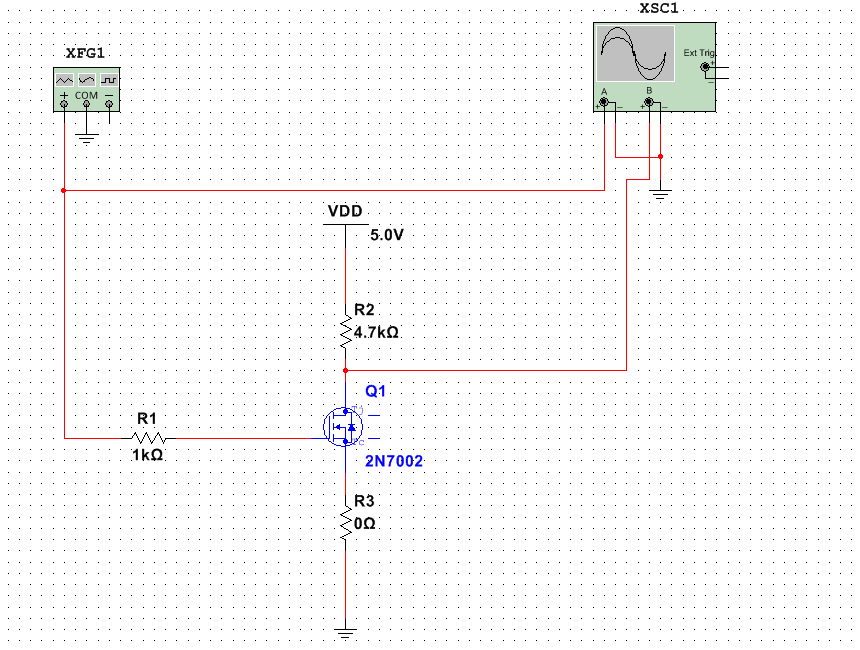 XSC1
XFG1
Ext Trig
+
−
A
B
+ − + −
+ COM −
VDD
5.0V
R2
4.7kΩ
Q1
R1
1kΩ
2N7002
R3
0Ω